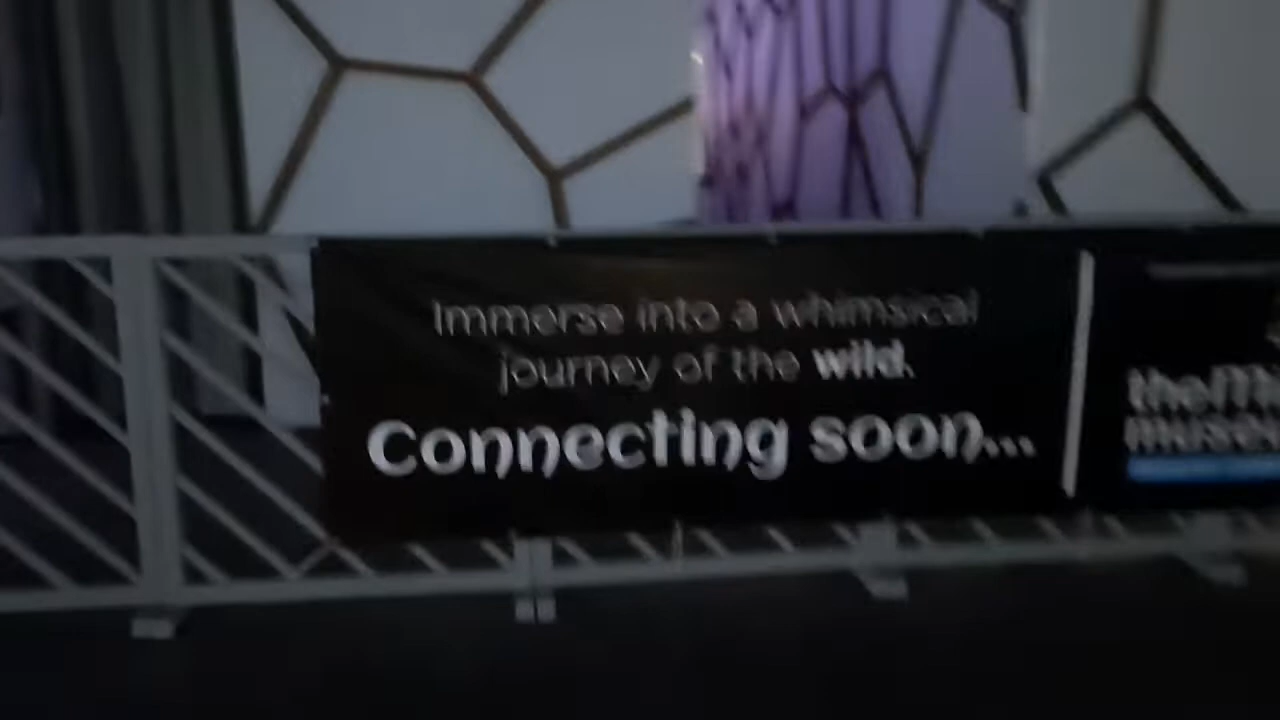 Immerse into a whimsical
journey of the wild.
Connecting soon...